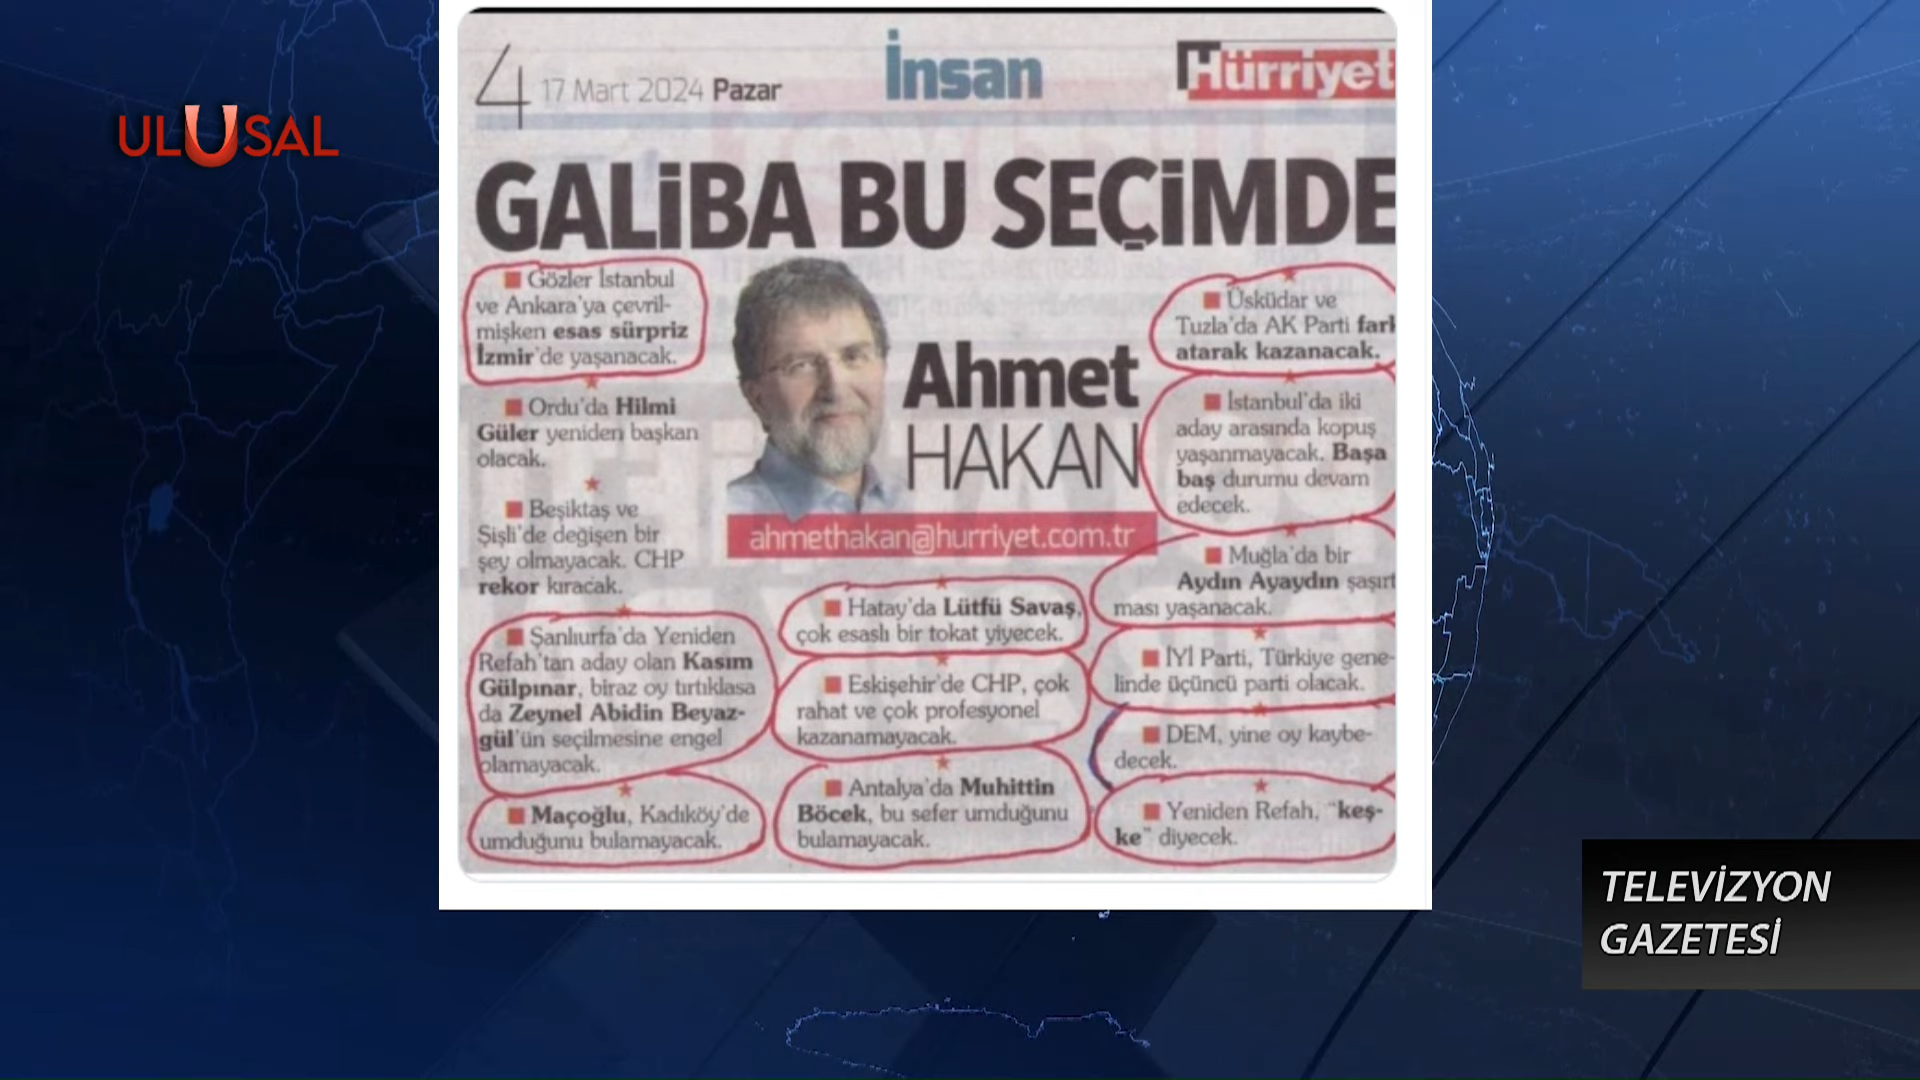 ULUSAL
4 17 Mart 2024 Pazar
İnsan
Hürriyet
GALİBA BU SEÇİMDE
■ Gözler İstanbul
ve Ankara'ya çevril-
mişken esas sürpriz
İzmir'de yaşanacak.
★
■ Ordu'da Hilmi
Güler yeniden başkan
olacak.
★
■ Beşiktaş ve
Şişli'de değişen bir
şey olmayacak. CHP
rekor kıracak.
★
■ Şanlıurfa'da Yeniden
Refah'tan aday olan Kasım
Gülpınar, biraz oy tırtıklasa
da Zeynel Abidin Beyaz-
gül'ün seçilmesine engel
olamayacak.
★
■ Maçoğlu, Kadıköy'de
umduğunu bulamayacak.
Ahmet
HAKAN
ahmethakan@hurriyet.com.tr
★
■ Hatay'da Lütfü Savaş,
çok esaslı bir tokat yiyecek.
★
■ Eskişehir'de CHP, çok
rahat ve çok profesyonel
kazanamayacak.
★
■ Antalya'da Muhittin
Böcek, bu sefer umduğunu
bulamayacak.
★
■ Üsküdar ve
Tuzla'da AK Parti fark
atarak kazanacak.
★
■ İstanbul'da iki
aday arasında kopuş
yaşanmayacak. Başa
baş durumu devam
edecek.
★
■ Muğla'da bir
Aydın Ayaydın şaşırt
ması yaşanacak.
★
■ İYİ Parti, Türkiye gene-
linde üçüncü parti olacak.
★
■ DEM, yine oy kaybe-
decek.
★
■ Yeniden Refah, "keş-
ke" diyecek.
TELEVİZYON
GAZETESİ